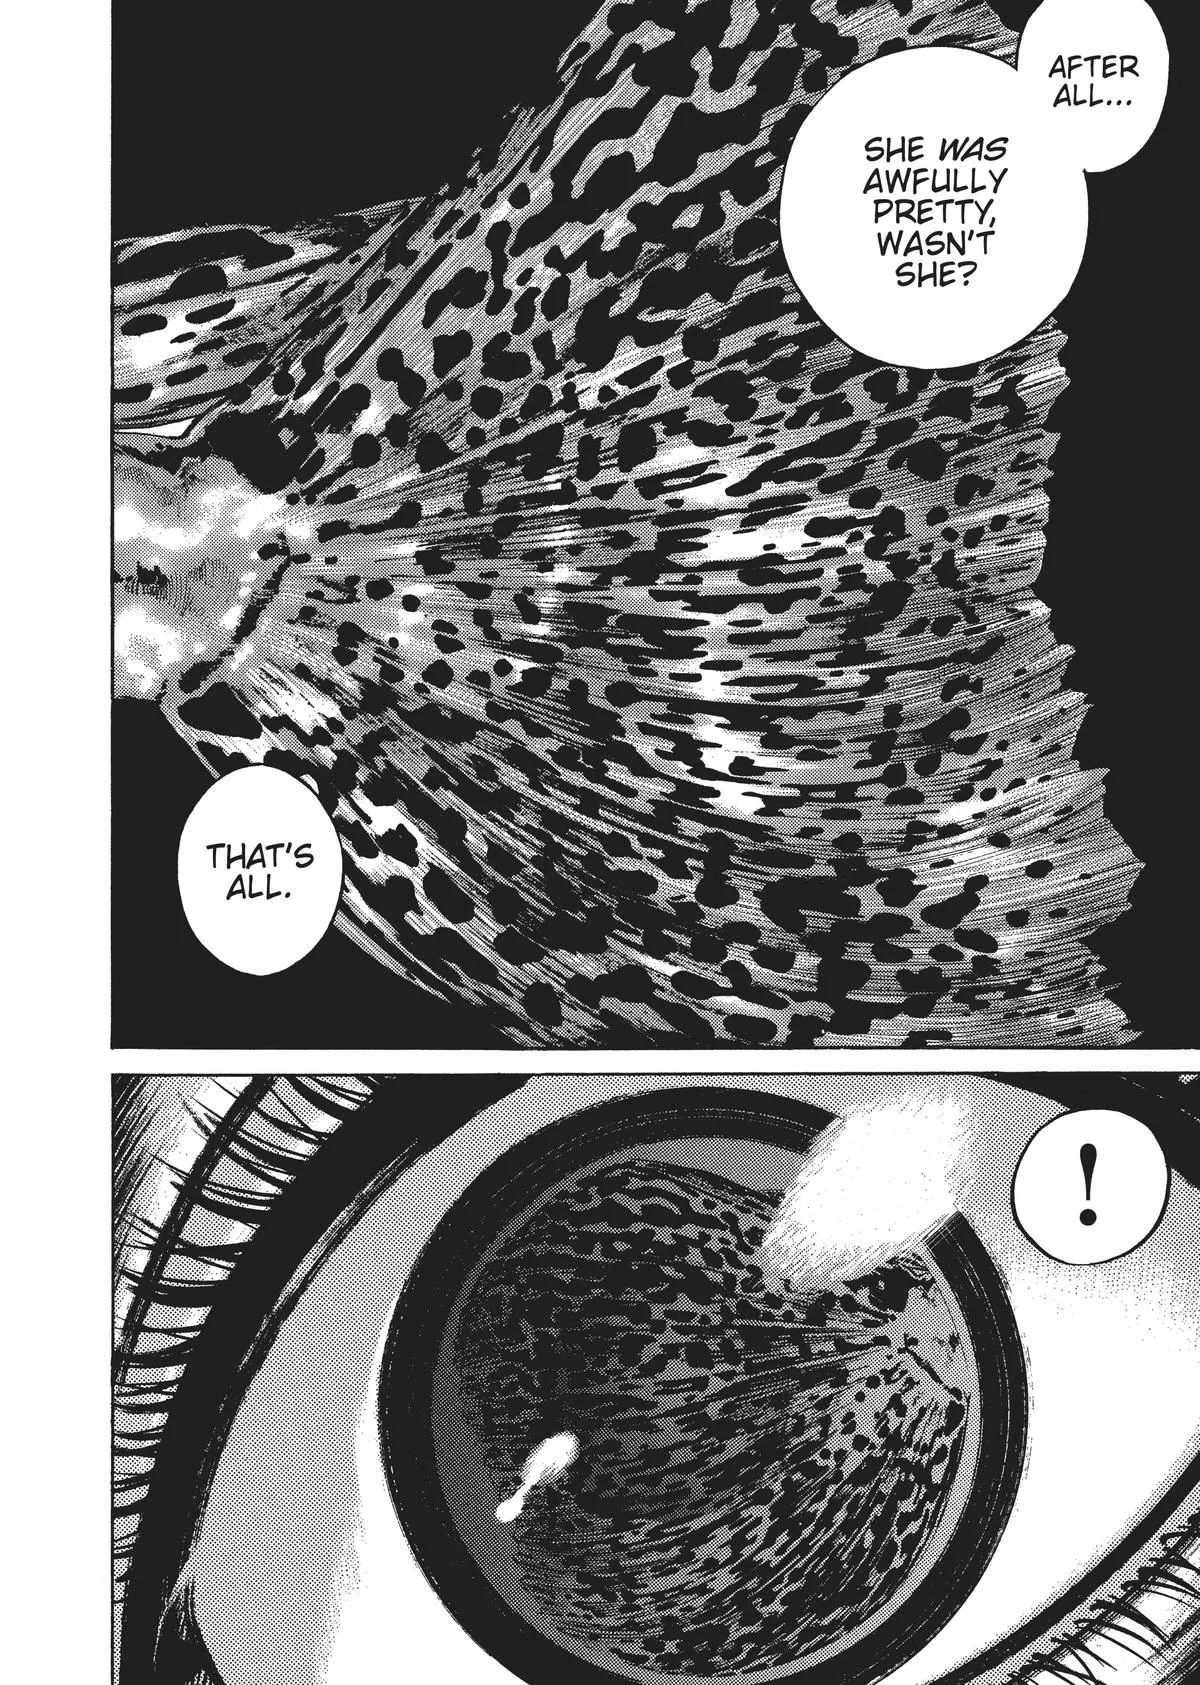 AFTER
ALL...
SHE WAS
AWFULLY
PRETTY,
WASN'T
SHE?
THAT'S
ALL.
!